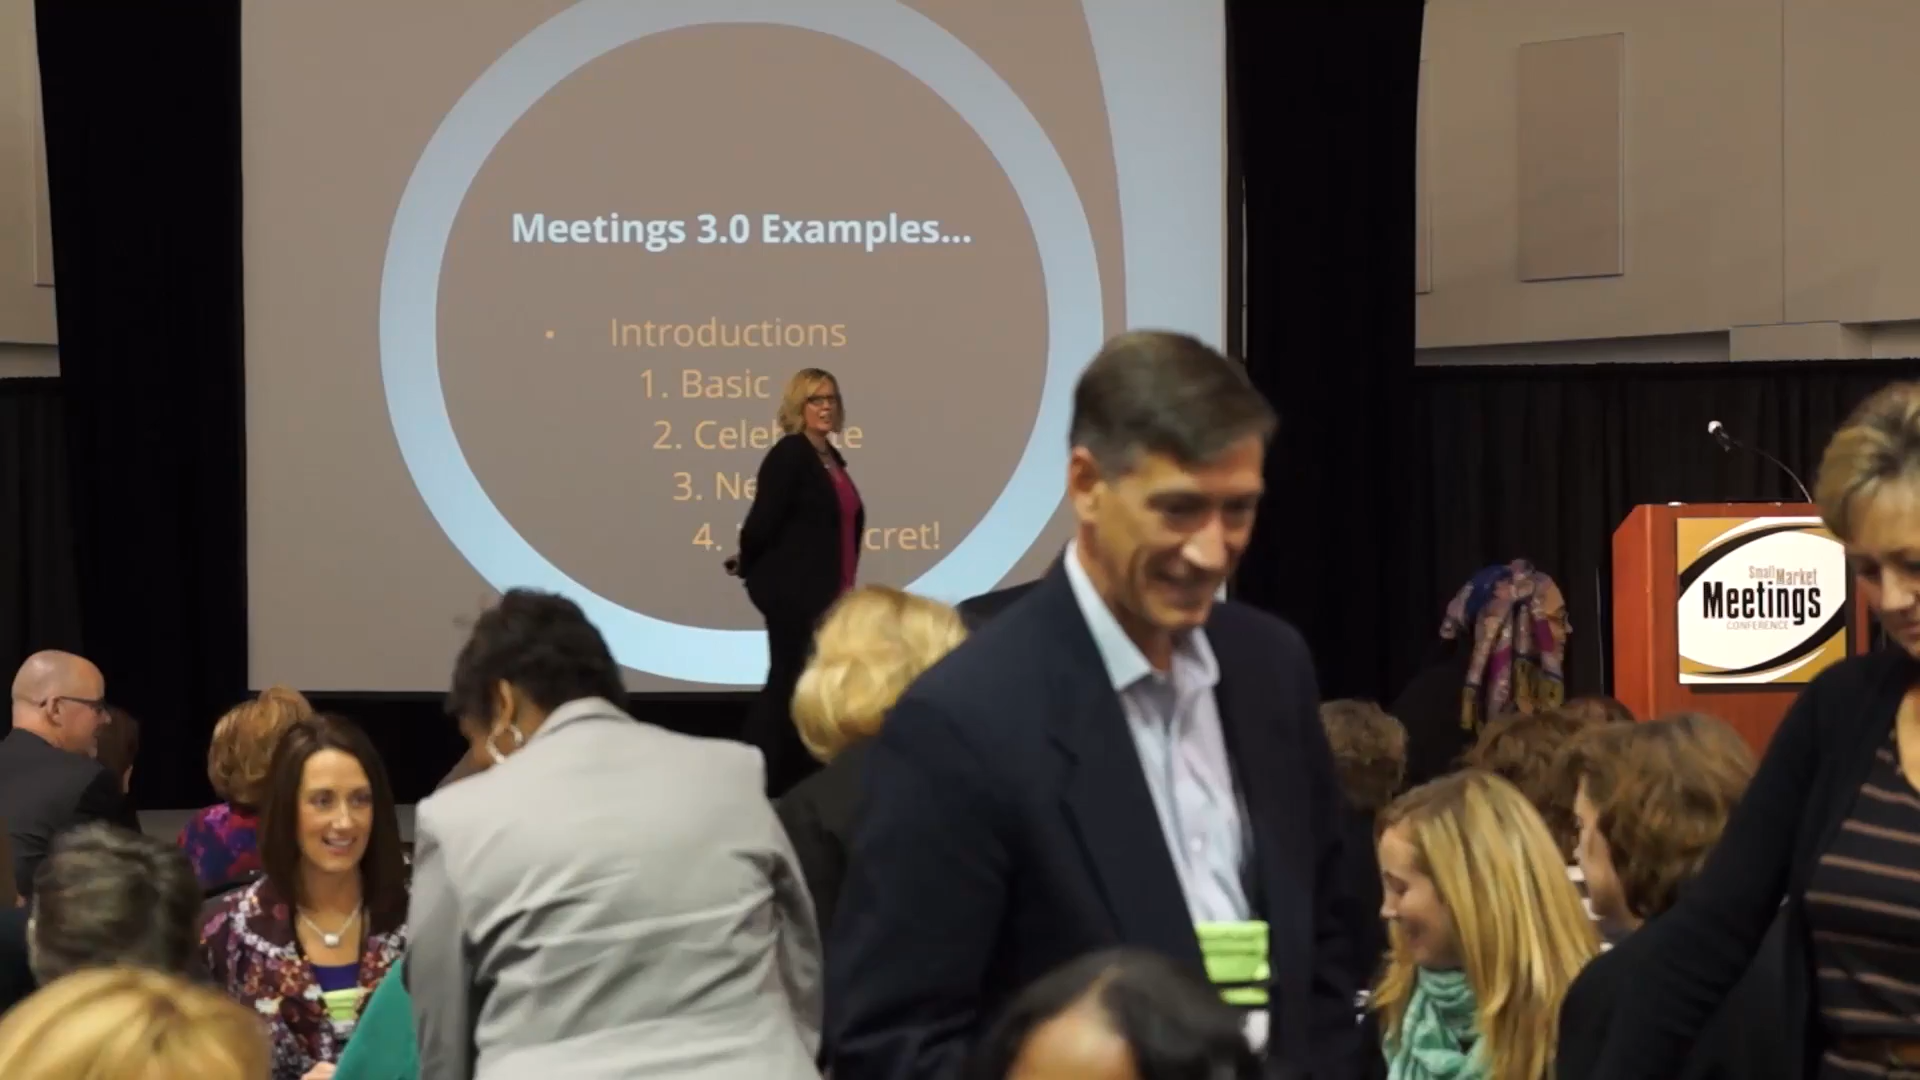 Meetings 3.0 Examples...
· Introductions
1. Basic
2. Cele
3. Ne
4. cret!
Small Market
Meetings
CONFERENCE